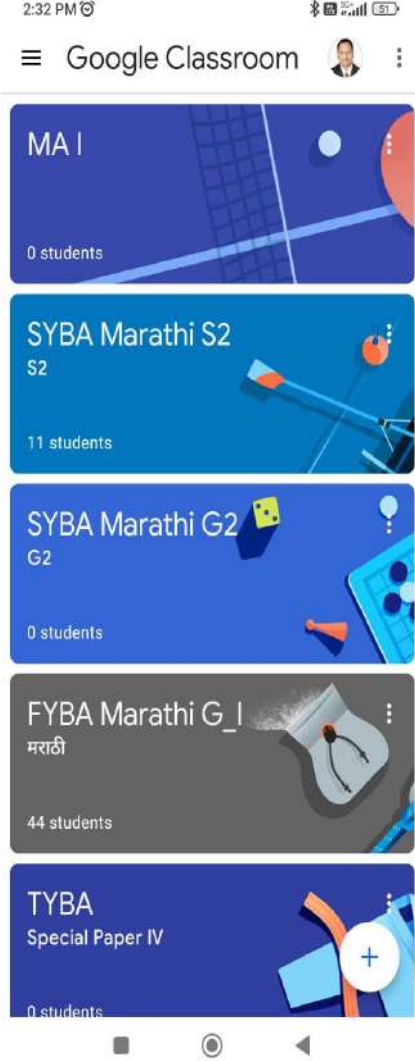 2:32 PM
51
Google Classroom
MA I
0 students
SYBA Marathi S2
S2
11 students
SYBA Marathi G2
G2
0 students
FYBA Marathi G_I
मराठी
44 students
TYBA
Special Paper IV
0 students